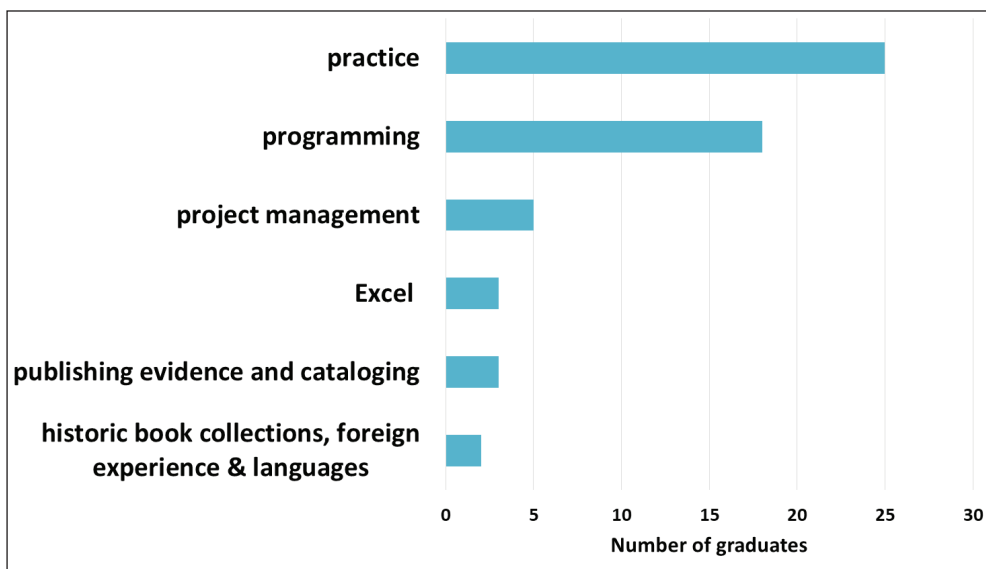 practice
programming
project management
Excel
publishing evidence and cataloging
historic book collections, foreign
experience & languages
0 5 10 15 20 25 30
Number of graduates